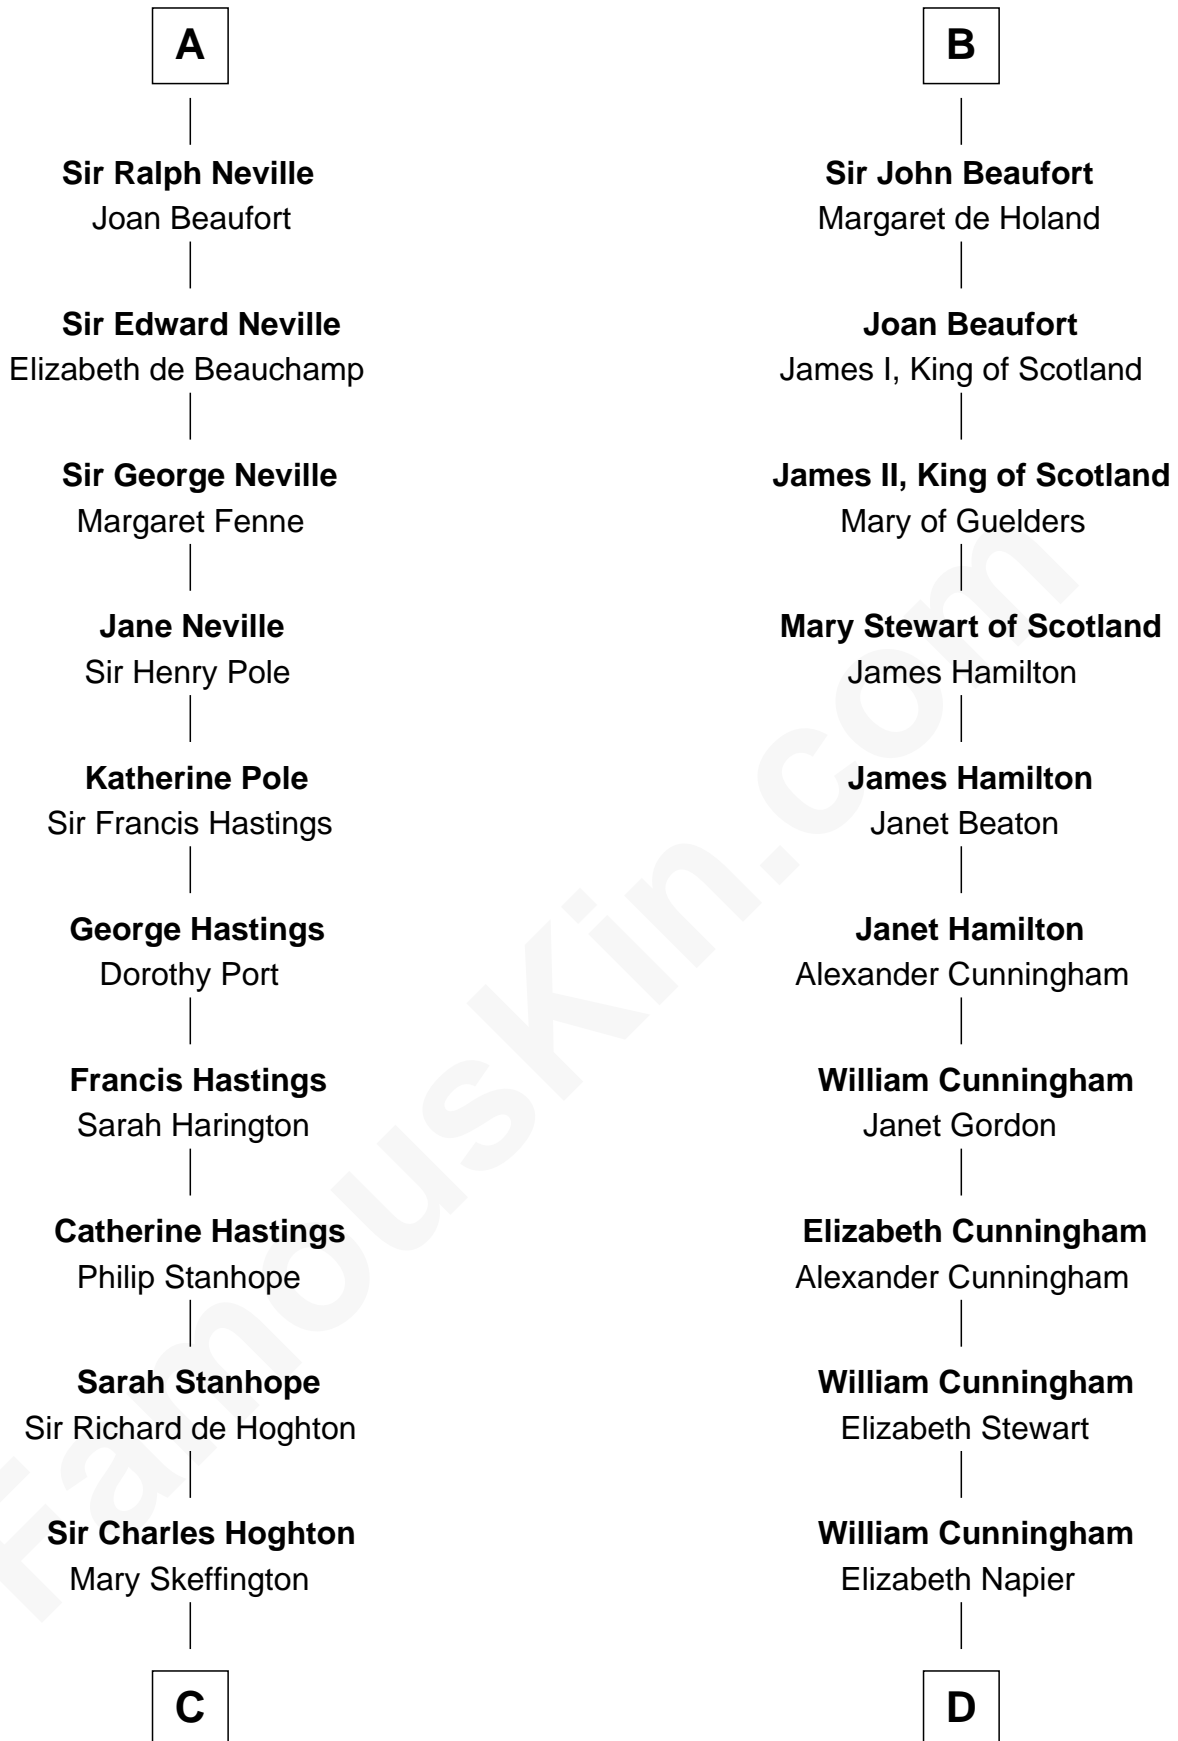 A
Sir Ralph Neville
Joan Beaufort
Sir Edward Neville
Elizabeth de Beauchamp
Sir George Neville
Margaret Fenne
Jane Neville
Sir Henry Pole
Katherine Pole
Sir Francis Hastings
George Hastings
Dorothy Port
Francis Hastings
Sarah Harington
Catherine Hastings
Philip Stanhope
Sarah Stanhope
Sir Richard de Hoghton
Sir Charles Hoghton
Mary Skeffington
C
B
Sir John Beaufort
Margaret de Holand
Joan Beaufort
James I, King of Scotland
James II, King of Scotland
Mary of Guelders
Mary Stewart of Scotland
James Hamilton
James Hamilton
Janet Beaton
Janet Hamilton
Alexander Cunningham
William Cunningham
Janet Gordon
Elizabeth Cunningham
Alexander Cunningham
William Cunningham
Elizabeth Stewart
William Cunningham
Elizabeth Napier
D
FamousKin.com